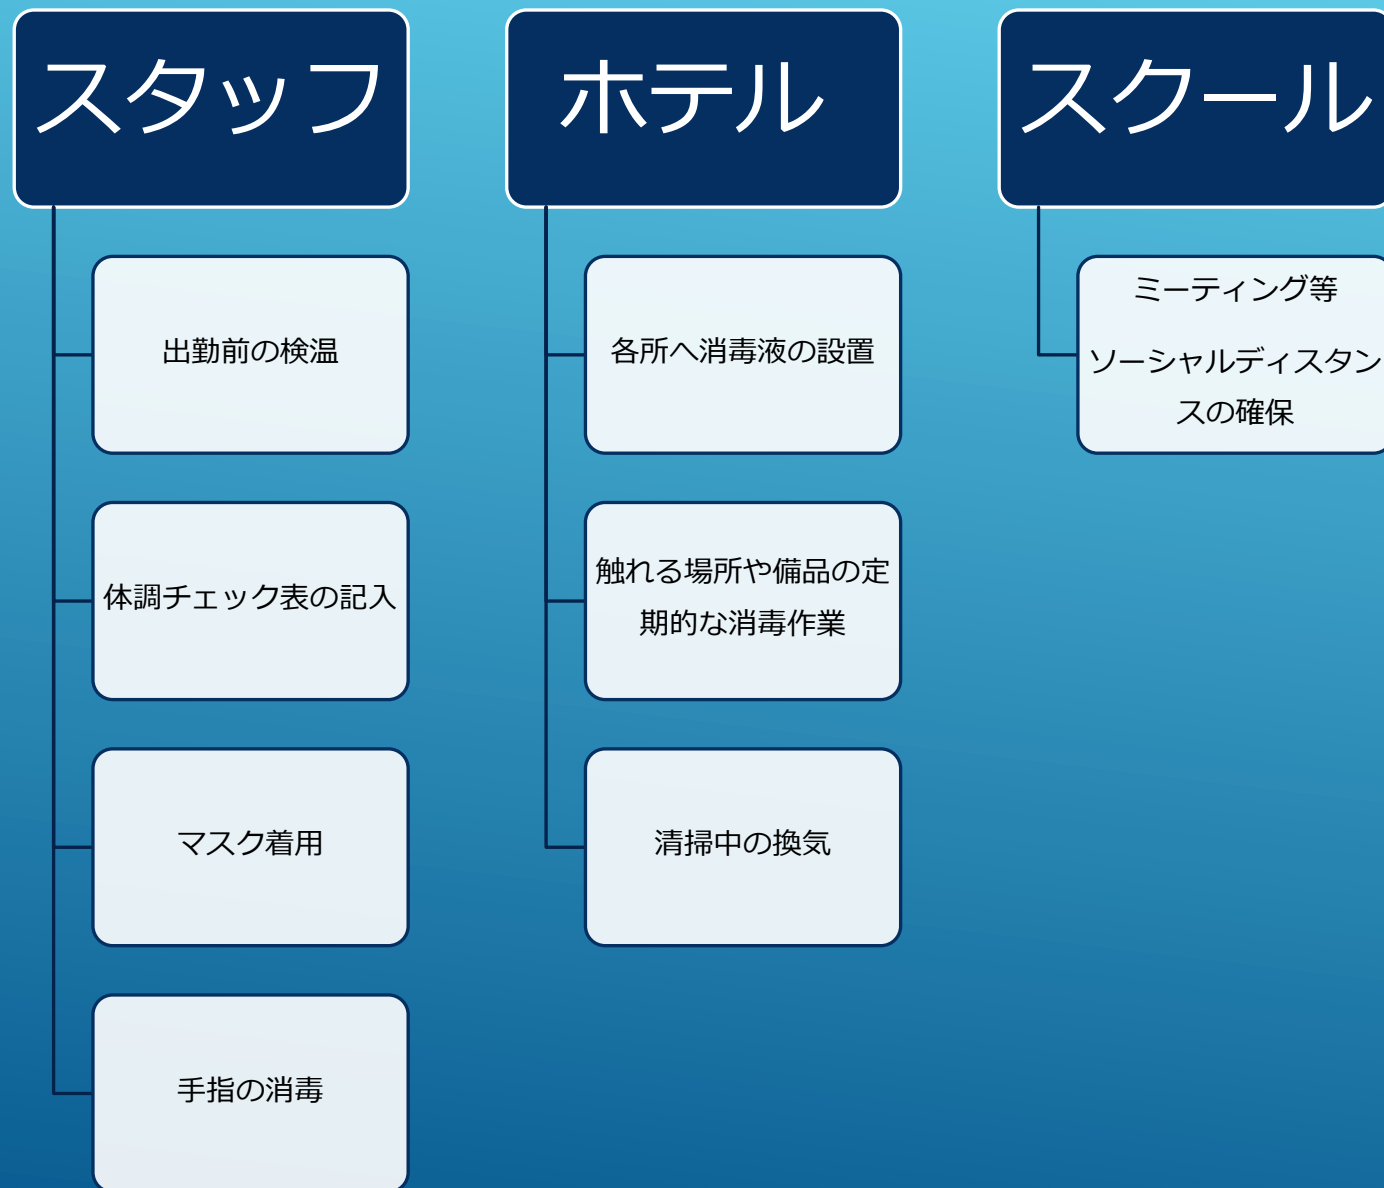 スタッフ
出勤前の検温
体調チェック表の記入
マスク着用
手指の消毒
ホテル
各所へ消毒液の設置
触れる場所や備品の定
期的な消毒作業
清掃中の換気
スクール
ミーティング等
ソーシャルディスタン
スの確保